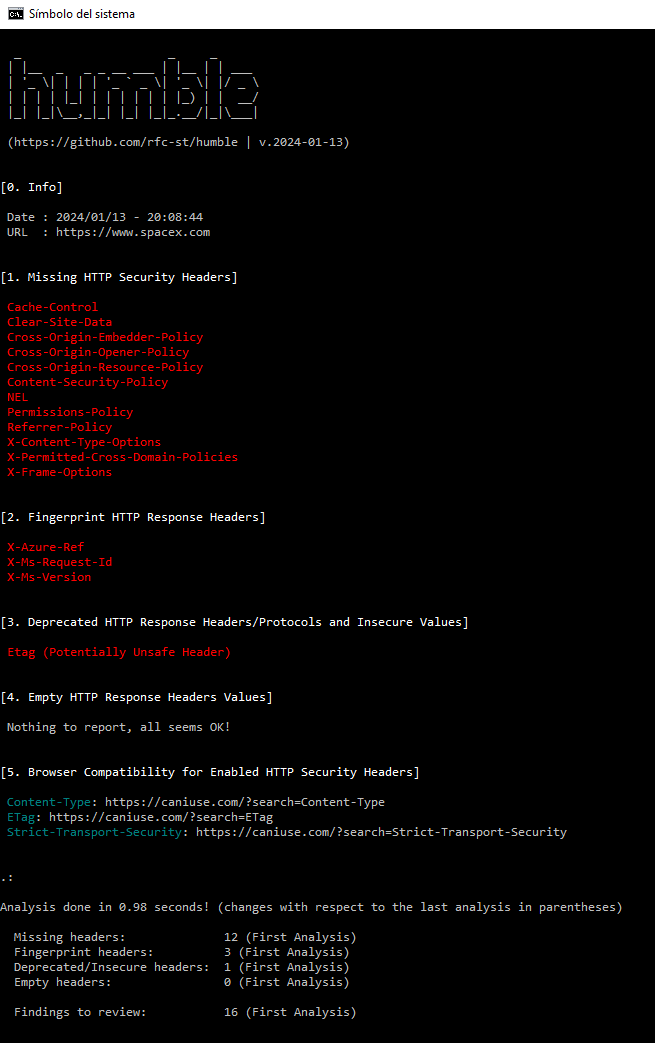 Símbolo del sistema
humble
(https://github.com/rfc-st/humble | v.2024-01-13)
[0. Info]
Date : 2024/01/13 - 20:08:44
URL  : https://www.spacex.com
[1. Missing HTTP Security Headers]
Cache-Control
Clear-Site-Data
Cross-Origin-Embedder-Policy
Cross-Origin-Opener-Policy
Cross-Origin-Resource-Policy
Content-Security-Policy
NEL
Permissions-Policy
Referrer-Policy
X-Content-Type-Options
X-Permitted-Cross-Domain-Policies
X-Frame-Options
[2. Fingerprint HTTP Response Headers]
X-Azure-Ref
X-Ms-Request-Id
X-Ms-Version
[3. Deprecated HTTP Response Headers/Protocols and Insecure Values]
Etag (Potentially Unsafe Header)
[4. Empty HTTP Response Headers Values]
Nothing to report, all seems OK!
[5. Browser Compatibility for Enabled HTTP Security Headers]
Content-Type: https://caniuse.com/?search=Content-Type
ETag: https://caniuse.com/?search=ETag
Strict-Transport-Security: https://caniuse.com/?search=Strict-Transport-Security
.:
Analysis done in 0.98 seconds! (changes with respect to the last analysis in parentheses)
Missing headers:              12 (First Analysis)
Fingerprint headers:          3 (First Analysis)
Deprecated/Insecure headers:  1 (First Analysis)
Empty headers:                0 (First Analysis)
Findings to review:           16 (First Analysis)